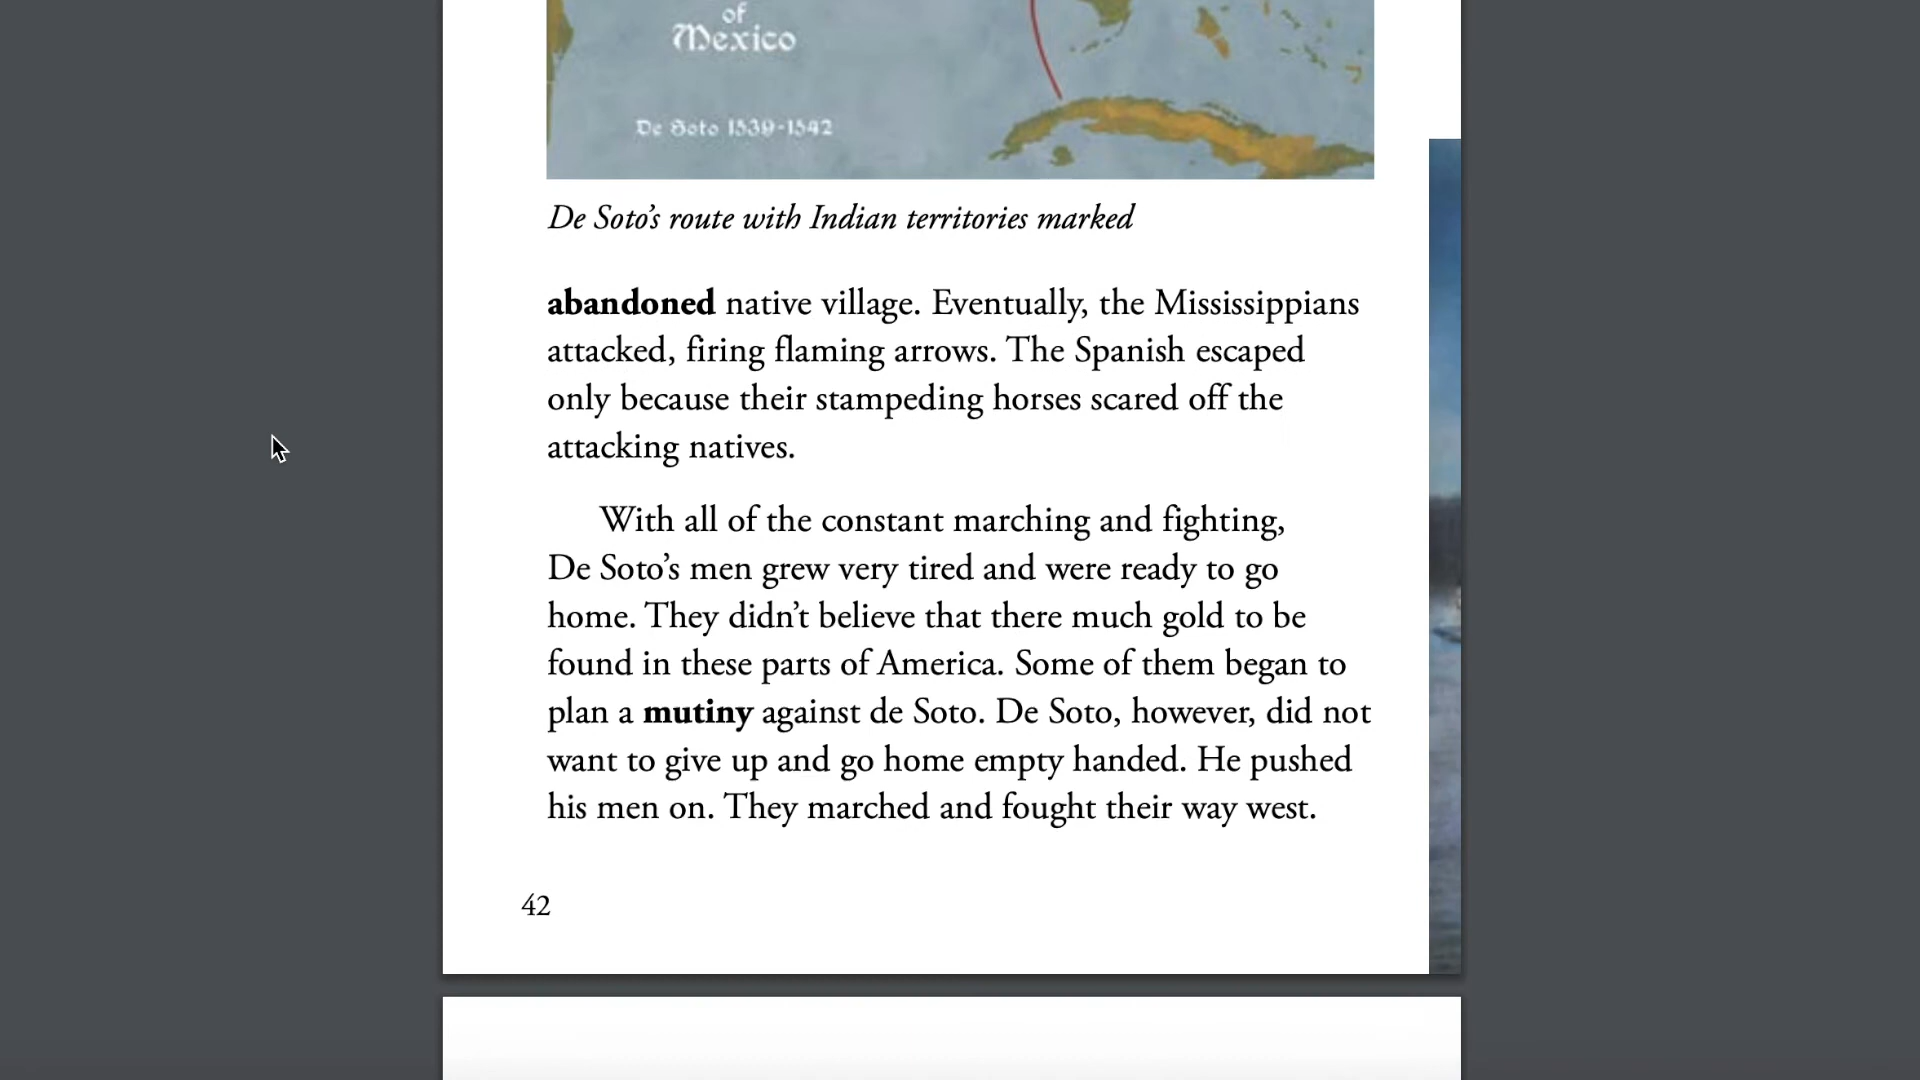 of
Mexico
De Soto 1539-1542
De Soto's route with Indian territories marked
abandoned native village. Eventually, the Mississippians
attacked, firing flaming arrows. The Spanish escaped
only because their stampeding horses scared off the
attacking natives.
With all of the constant marching and fighting,
De Soto's men grew very tired and were ready to go
home. They didn't believe that there much gold to be
found in these parts of America. Some of them began to
plan a mutiny against de Soto. De Soto, however, did not
want to give up and go home empty handed. He pushed
his men on. They marched and fought their way west.
42